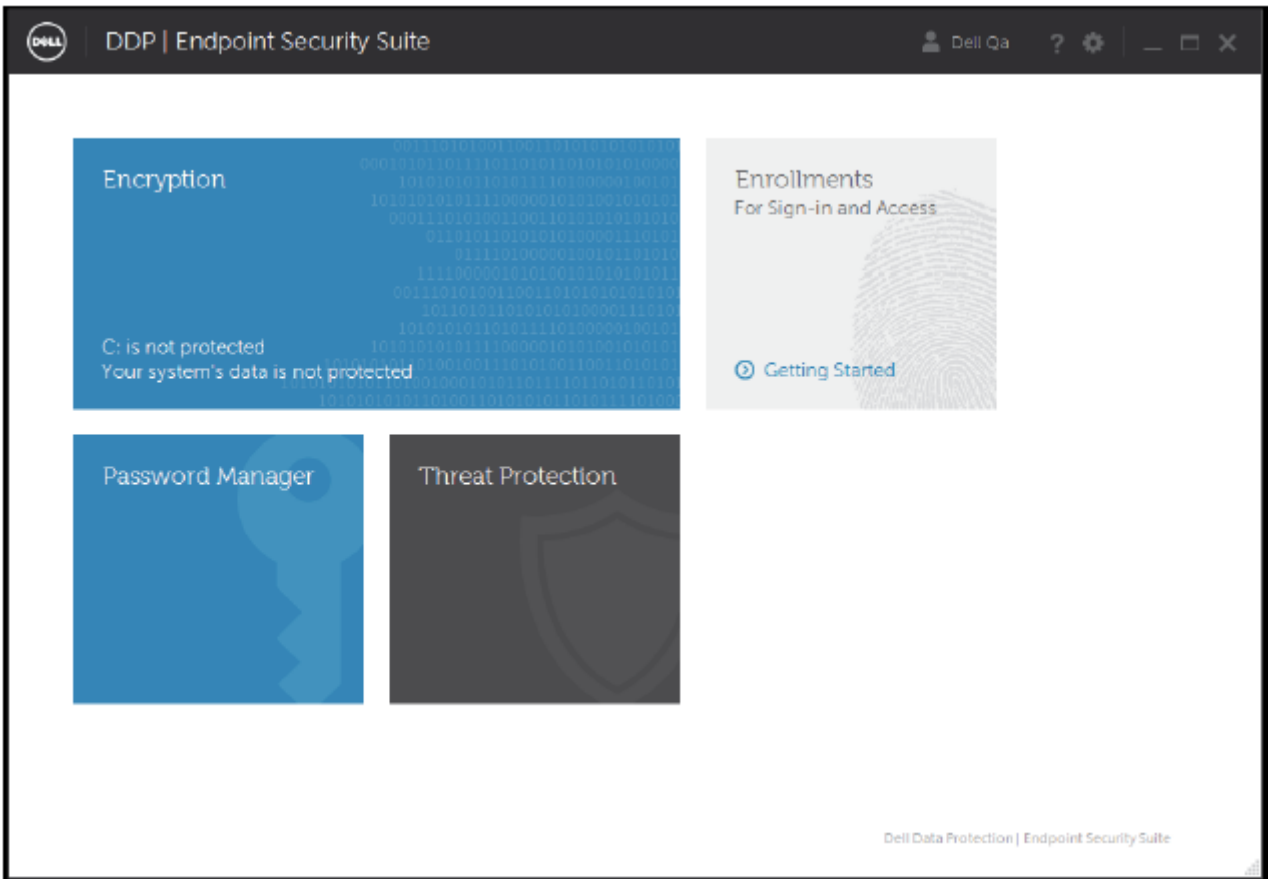 DELL
DDP | Endpoint Security Suite
Dell Qa
Encryption
C: is not protected
Your system's data is not protected
Enrollments
For Sign-in and Access
Getting Started
Password Manager
Threat Protection
Dell Data Protection | Endpoint Security Suite